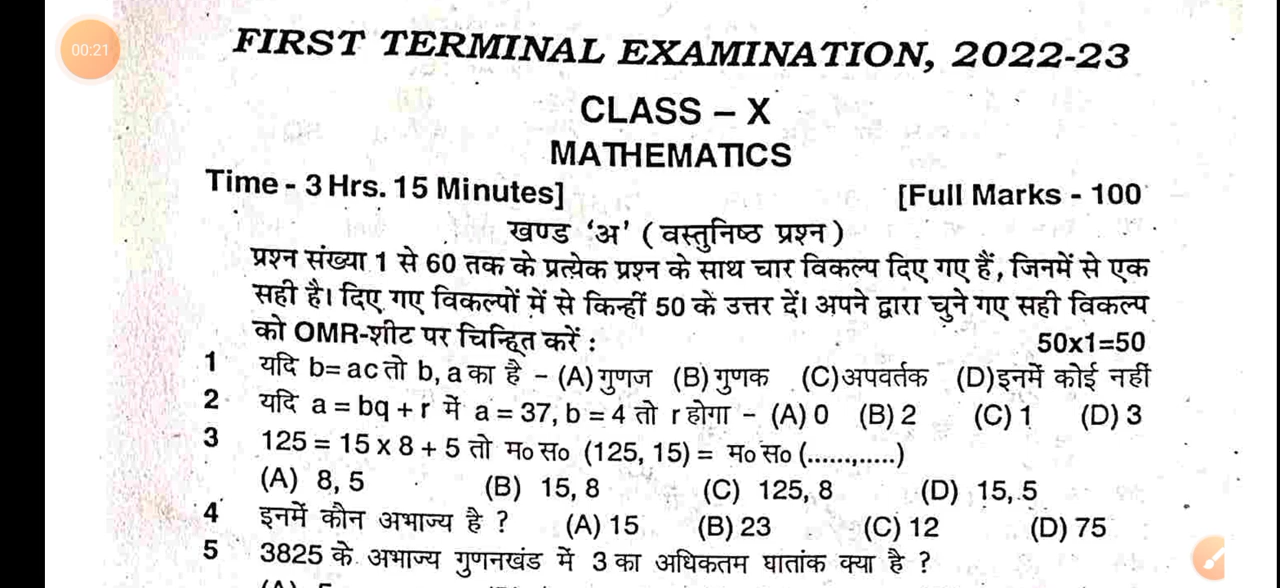 00:21
FIRST TERMINAL EXAMINATION, 2022-23
CLASS – X
MATHEMATICS
Time - 3 Hrs. 15 Minutes] [Full Marks - 100
खण्ड 'अ' ( वस्तुनिष्ठ प्रश्न )
प्रश्न संख्या 1 से 60 तक के प्रत्येक प्रश्न के साथ चार विकल्प दिए गए हैं, जिनमें से एक
सही है। दिए गए विकल्पों में से किन्हीं 50 के उत्तर दें। अपने द्वारा चुने गए सही विकल्प
को OMR-शीट पर चिन्हित करें : 50x1=50
1 यदि b= ac तो b, a का है – (A) गुणज (B) गुणक (C) अपवर्तक (D) इनमें कोई नहीं
2 यदि a = bq + r में a = 37, b = 4 तो r होगा – (A) 0 (B) 2 (C) 1 (D) 3
3 125 = 15 x 8 + 5 तो म० स० (125, 15) = म० स० (......,.....)
(A) 8, 5 (B) 15, 8 (C) 125, 8 (D) 15, 5
4 इनमें कौन अभाज्य है ? (A) 15 (B) 23 (C) 12 (D) 75
5 3825 के अभाज्य गुणनखंड में 3 का अधिकतम घातांक क्या है ?